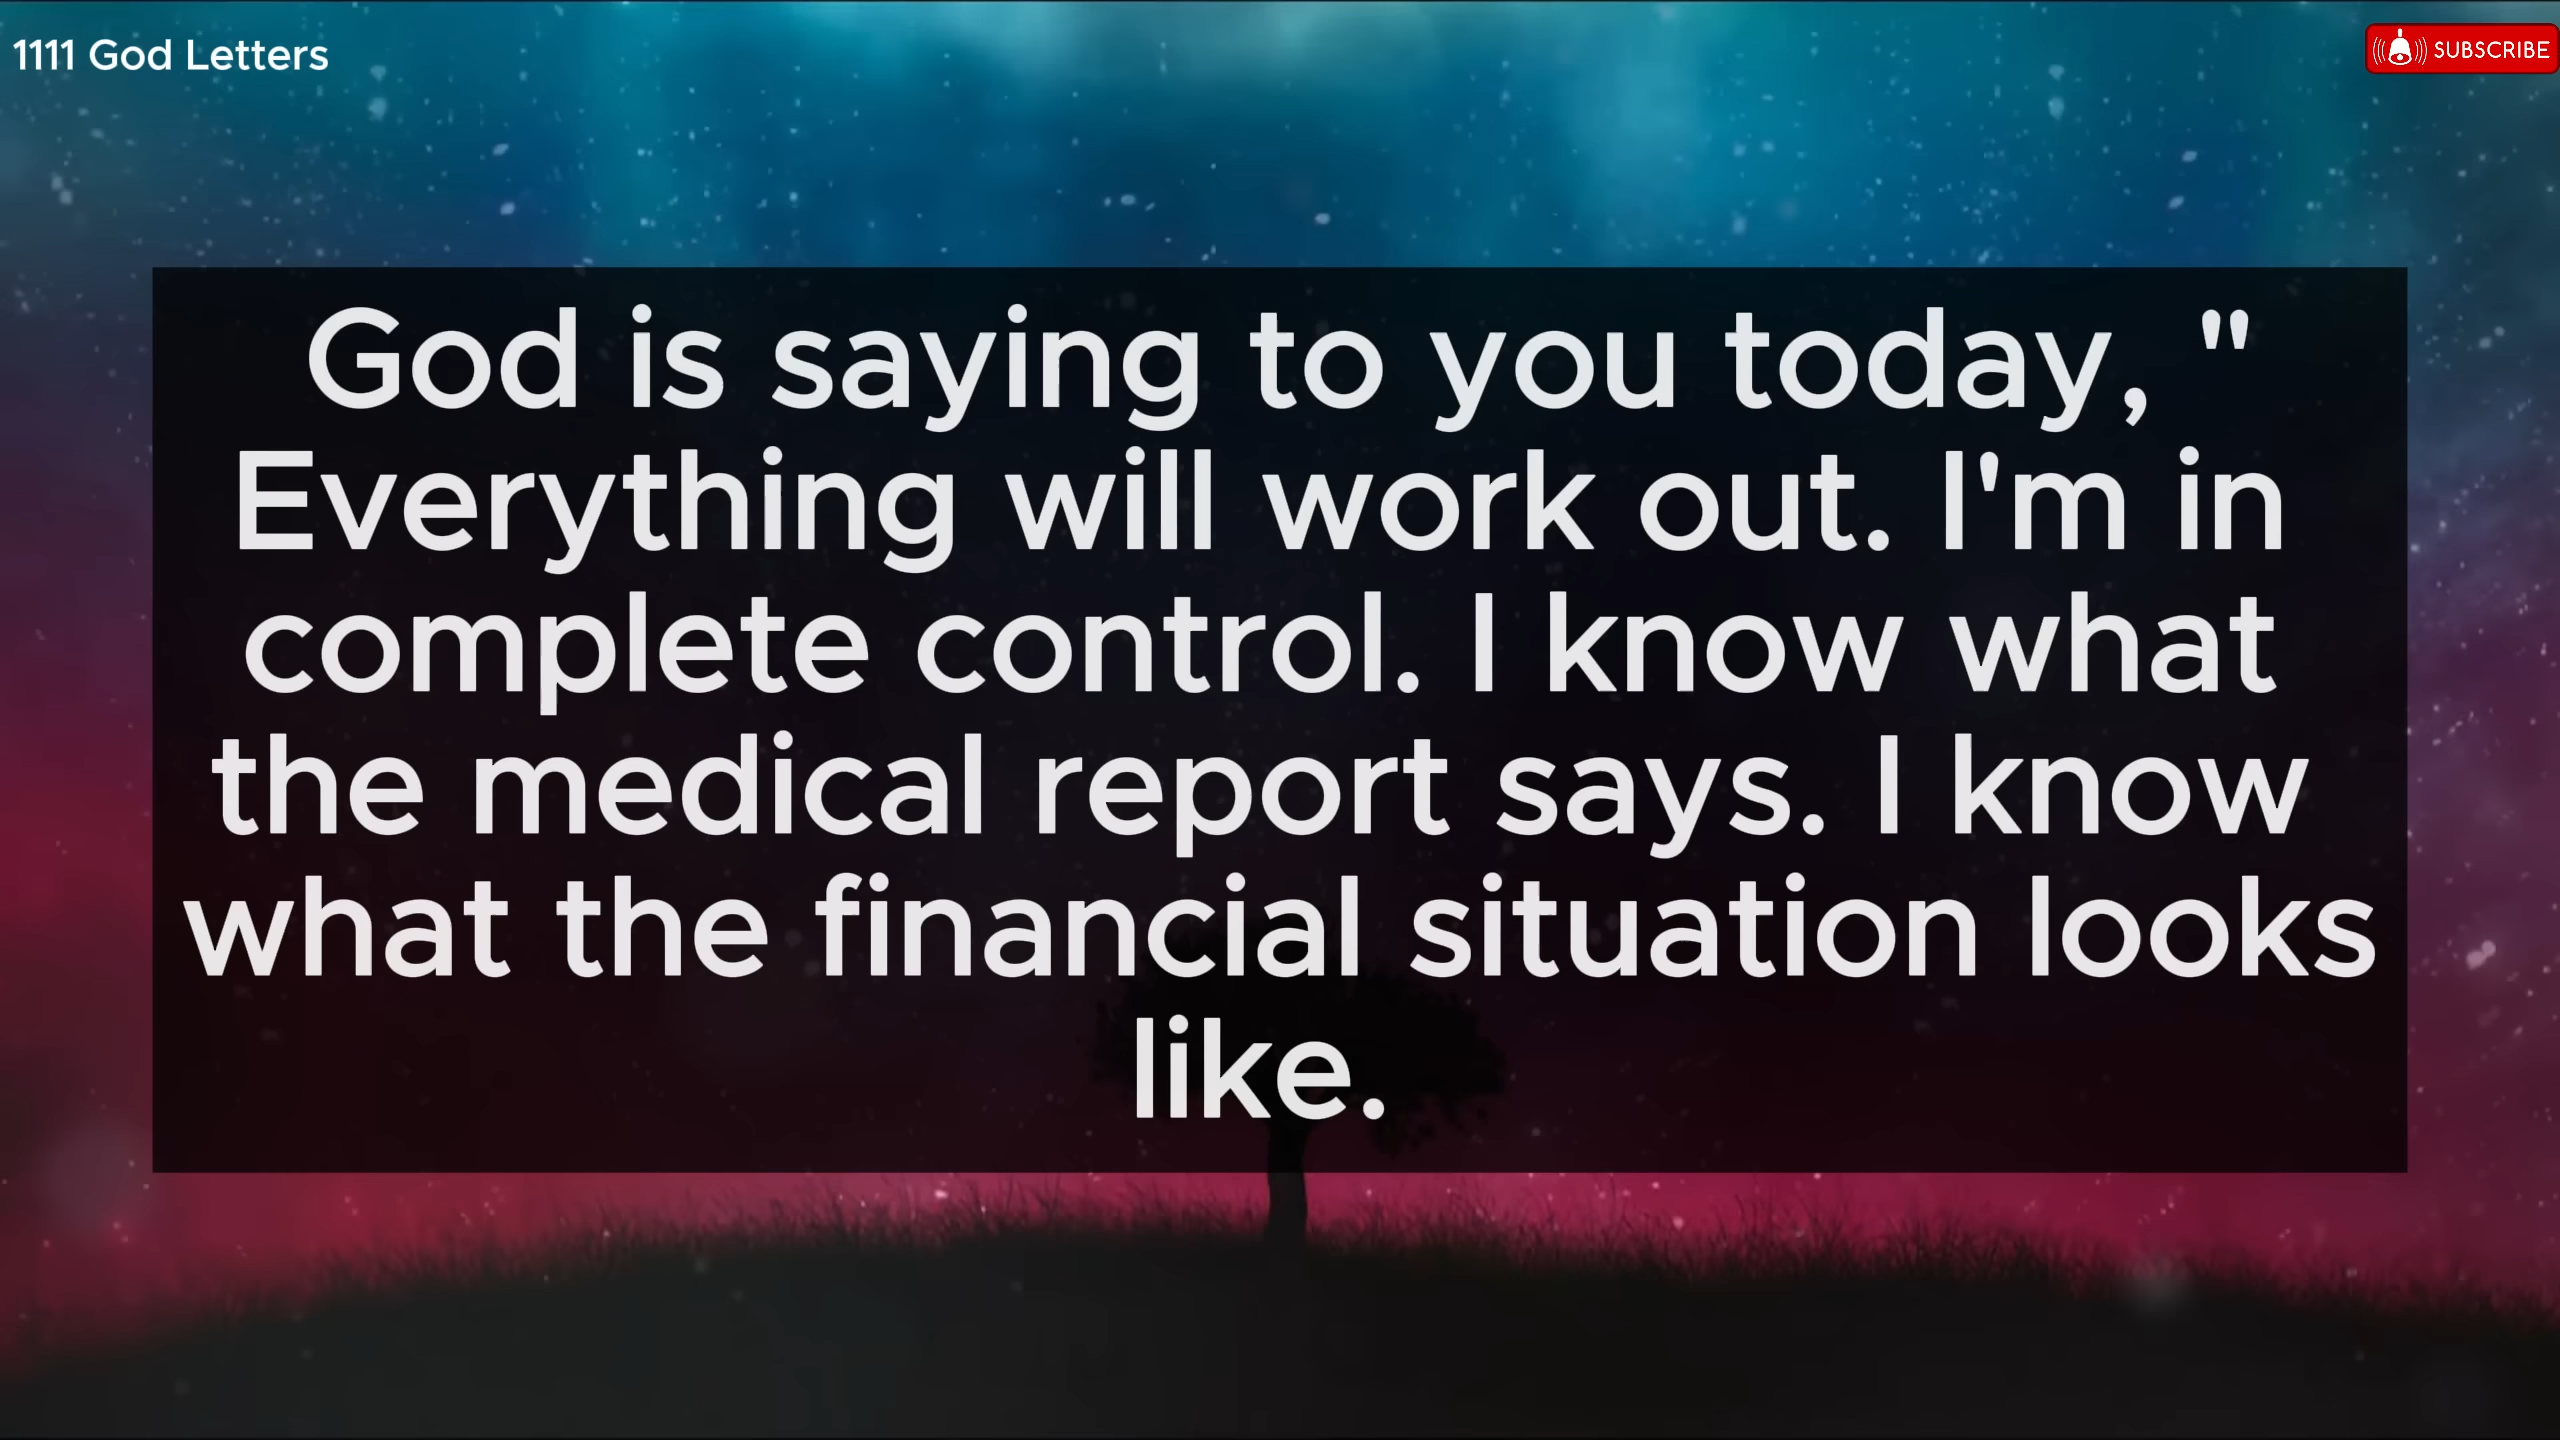 1111 God Letters
SUBSCRIBE
God is saying to you today, "
Everything will work out. I'm in
complete control. I know what
the medical report says. I know
what the financial situation looks
like.